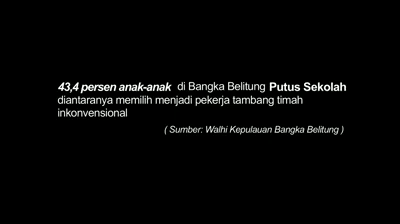 43,4 persen anak-anak di Bangka Belitung Putus Sekolah
diantaranya memilih menjadi pekerja tambang timah
inkonvensional
( Sumber: Walhi Kepulauan Bangka Belitung )